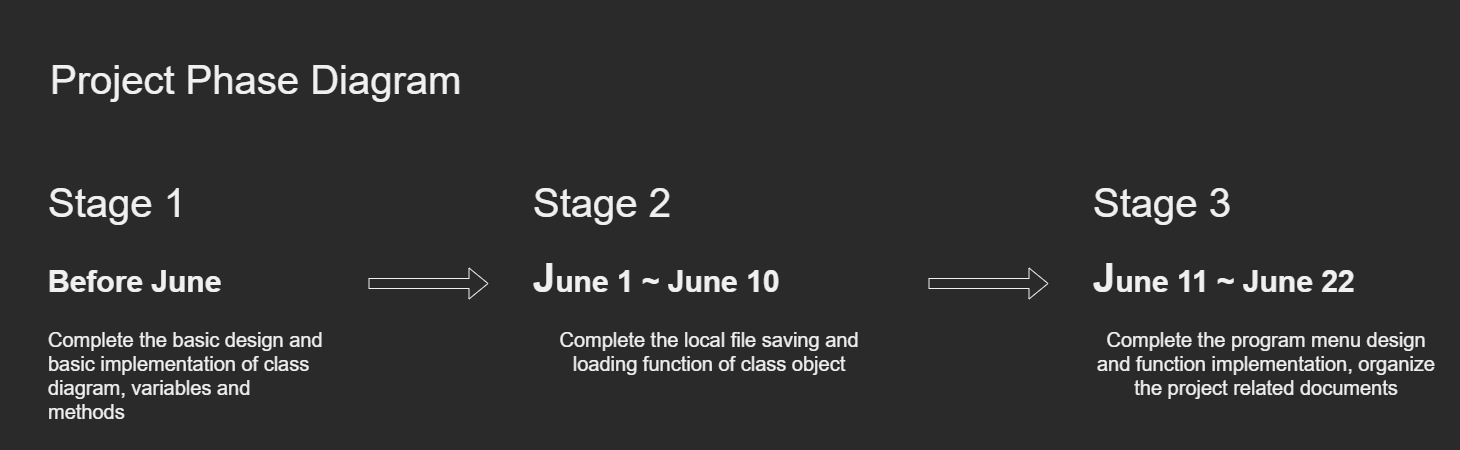 Project Phase Diagram
Stage 1
Before June
Complete the basic design and
basic implementation of class
diagram, variables and
methods
Stage 2
June 1 ~ June 10
Complete the local file saving and
loading function of class object
Stage 3
June 11 ~ June 22
Complete the program menu design
and function implementation, organize
the project related documents